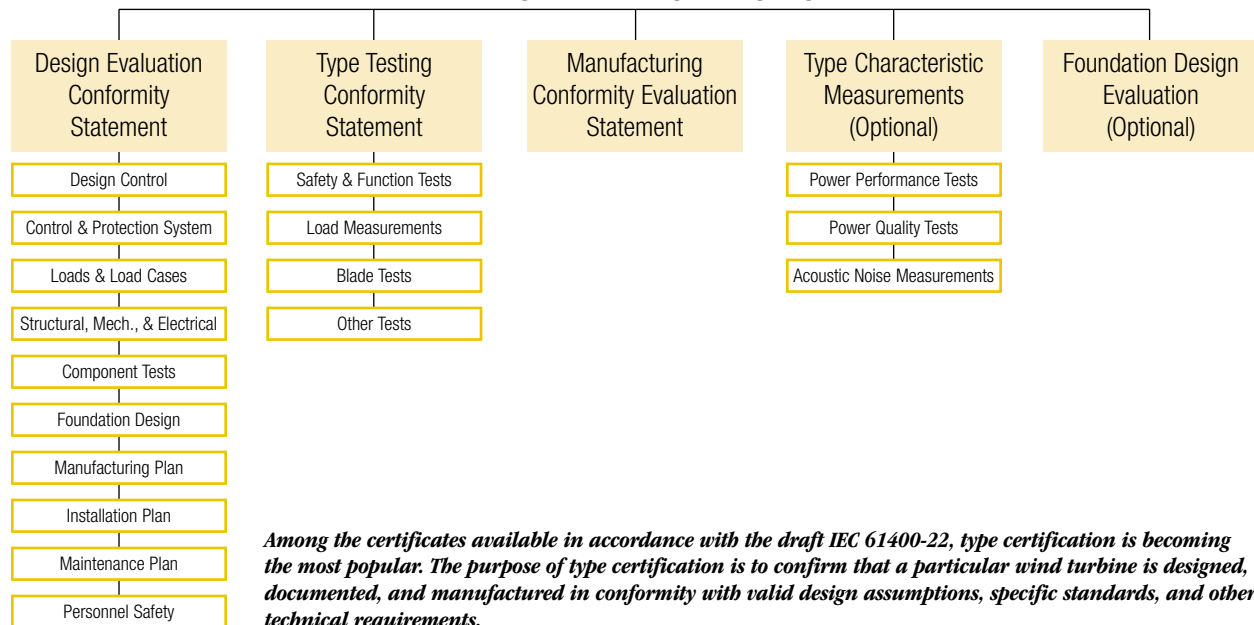 Design Evaluation
Conformity
Statement
Design Control
Control & Protection System
Loads & Load Cases
Structural, Mech., & Electrical
Component Tests
Foundation Design
Manufacturing Plan
Installation Plan
Maintenance Plan
Personnel Safety
Type Testing
Conformity
Statement
Safety & Function Tests
Load Measurements
Blade Tests
Other Tests
Manufacturing
Conformity Evaluation
Statement
Type Characteristic
Measurements
(Optional)
Power Performance Tests
Power Quality Tests
Acoustic Noise Measurements
Foundation Design
Evaluation
(Optional)
Among the certificates available in accordance with the draft IEC 61400-22, type certification is becoming
the most popular. The purpose of type certification is to confirm that a particular wind turbine is designed,
documented, and manufactured in conformity with valid design assumptions, specific standards, and other
technical requirements.